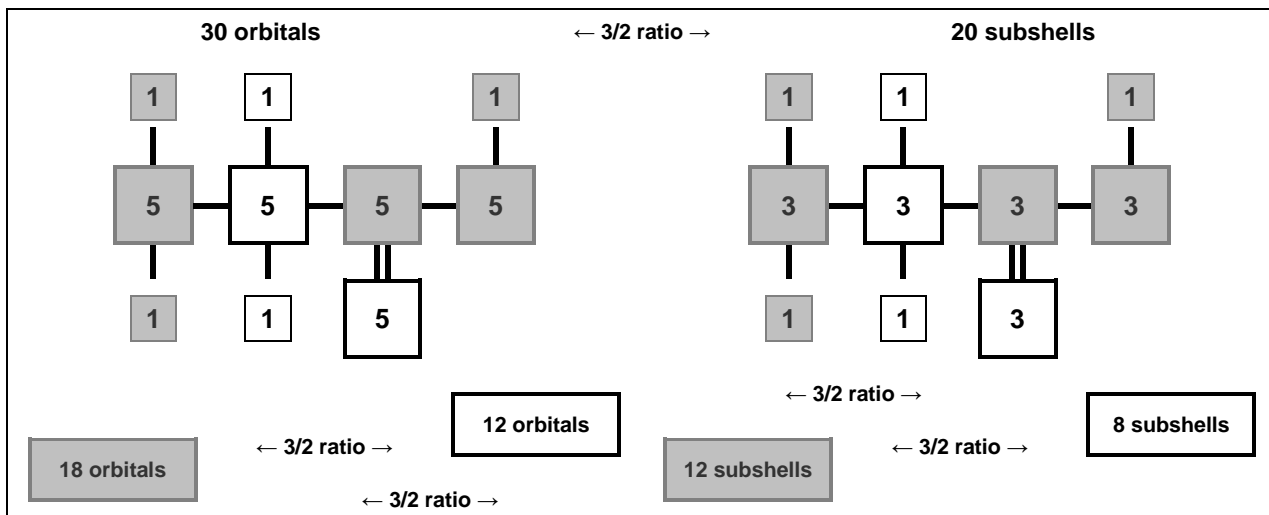 30 orbitals ← 3/2 ratio → 20 subshells
1 1 1 1 1 1
5 5 5 5 3 3 3 3
1 1 5 1 1 3
← 3/2 ratio →
12 orbitals 8 subshells
← 3/2 ratio → ← 3/2 ratio →
18 orbitals 12 subshells
← 3/2 ratio →